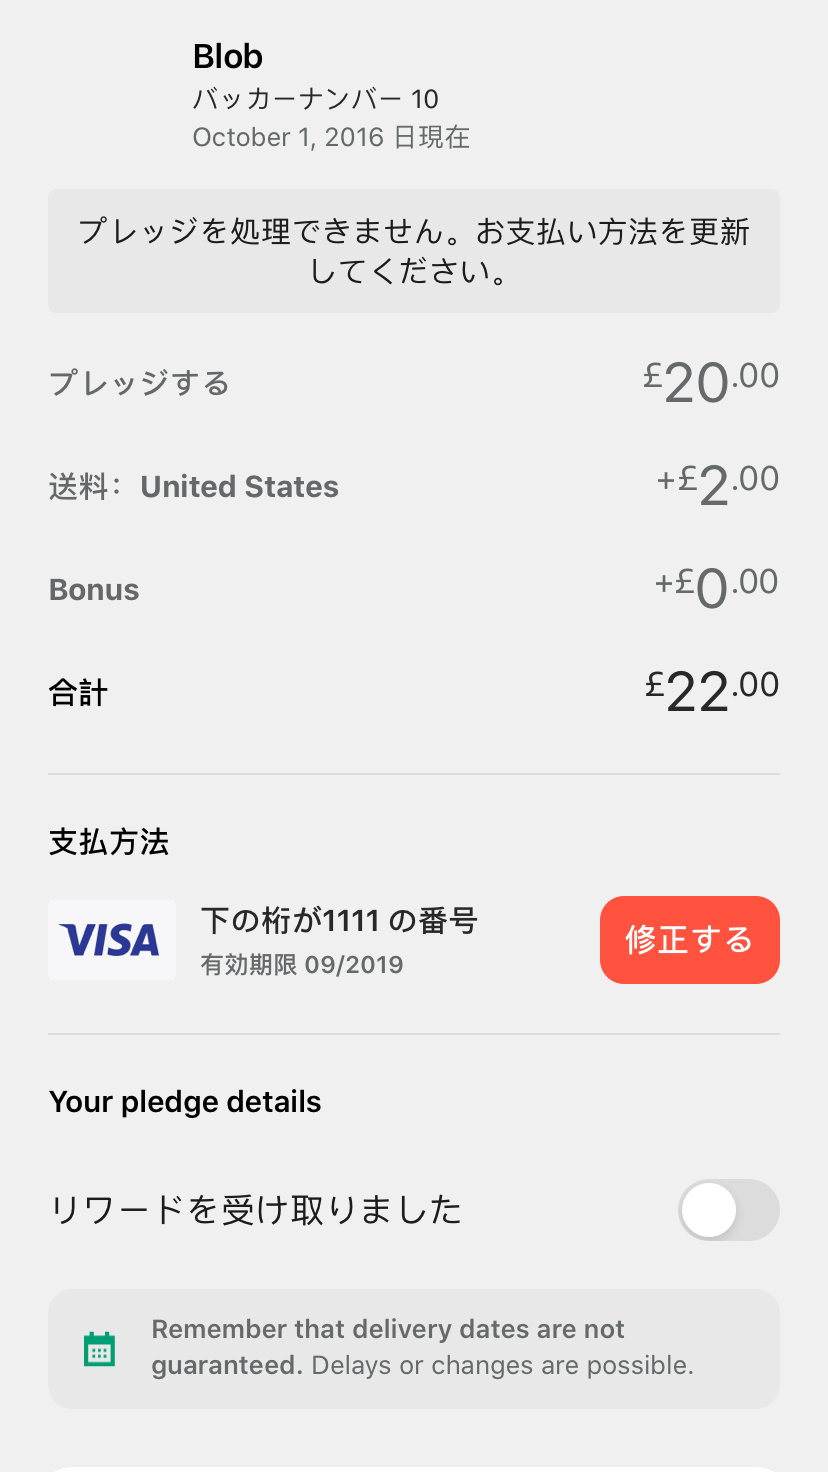 Blob
バッカーナンバー 10
October 1, 2016 日現在
プレッジを処理できません。お支払い方法を更新
してください。
プレッジする £20.00
送料： United States +£2.00
Bonus +£0.00
合計 £22.00
支払方法
VISA
下の桁が1111 の番号
有効期限 09/2019
修正する
Your pledge details
リワードを受け取りました
Remember that delivery dates are not
guaranteed. Delays or changes are possible.